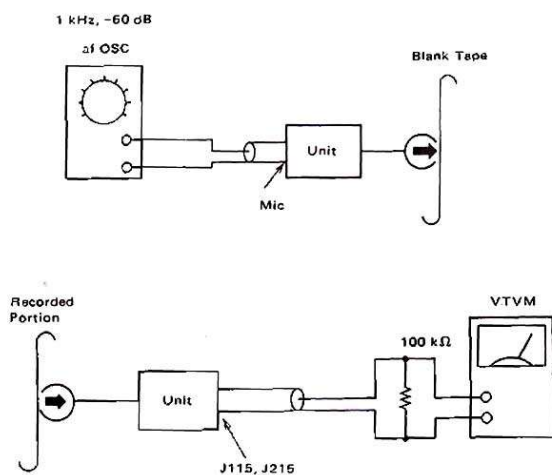 1 kHz, -60 dB
af OSC
Blank Tape
Unit
Mic
Recorded
Portion
VTVM
100 kΩ
Unit
J115, J215